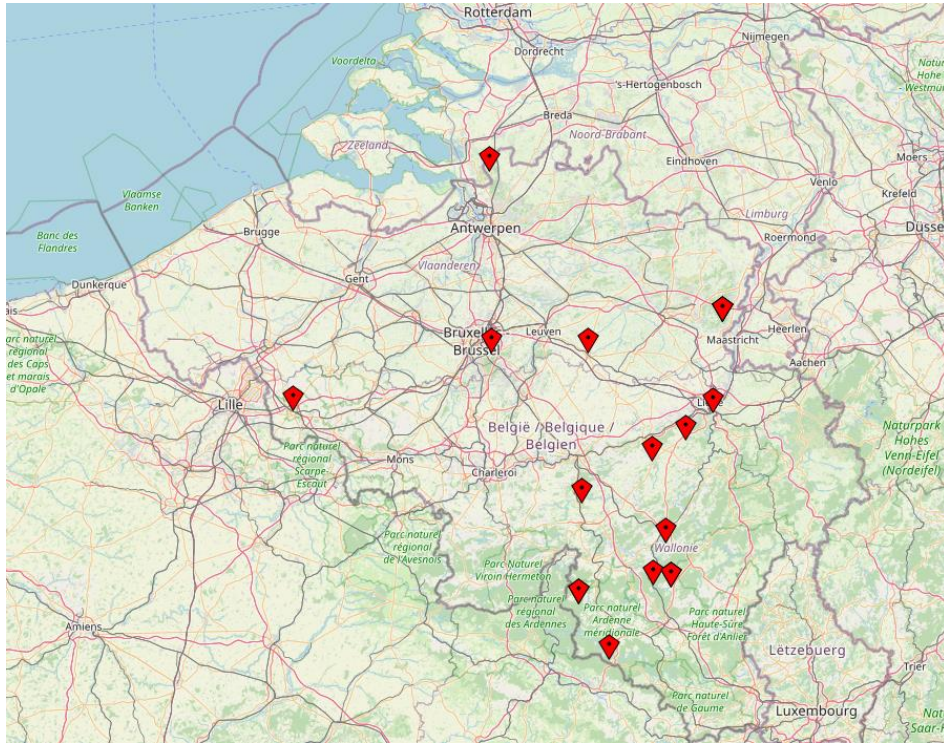 Rotterdam
Nijmegen
Dordrecht
Voordelta
's-Hertogenbosch
Breda
Noord-Brabant
Zeeland
Eindhoven
Moers
Venlo
Krefeld
Vlaamse
Banken
Limburg
Brugge
Antwerpen
Roermond
Banc des
Flandres
Vlaanderen
Gent
Dunkerque
Leuven
Heerlen
Maastricht
Brussel
Aachen
Lille
België / Belgique /
Belgien
Naturpark
Hohes
Venn-Eifel
(Nordeifel)
Parc naturel
régional
Scarpe-
Escaut
Mons
Charleroi
Parc naturel
régional
de l'Avesnois
Wallonie
Parc Naturel
Viroin Hermeton
Parc naturel
régional
des Ardennes
Parc naturel
Ardenne
méridionale
Parc naturel
Haute-Sûre
Forêt d'Anlier
Amiens
Lëtzebuerg
Trier
Parc naturel
de Gaume
Luxembourg